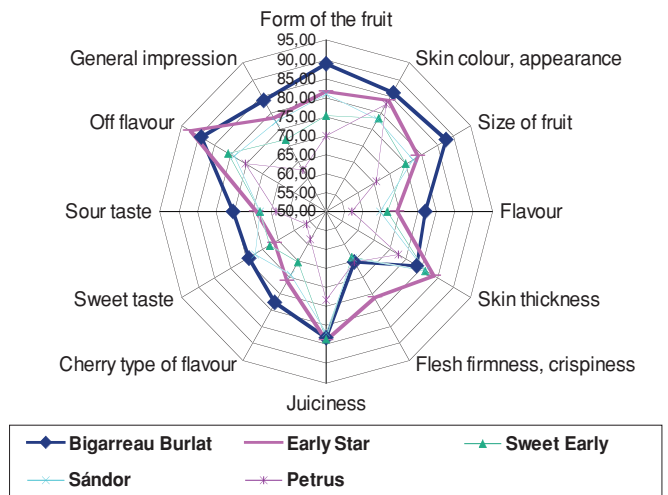 Form of the fruit
95,00
90,00
85,00
80,00
75,00
70,00
65,00
60,00
55,00
50,00
General impression
Skin colour, appearance
Off flavour
Size of fruit
Sour taste
Flavour
Sweet taste
Skin thickness
Cherry type of flavour
Flesh firmness, crispiness
Juiciness
Bigarreau Burlat
Early Star
Sweet Early
Sándor
Petrus